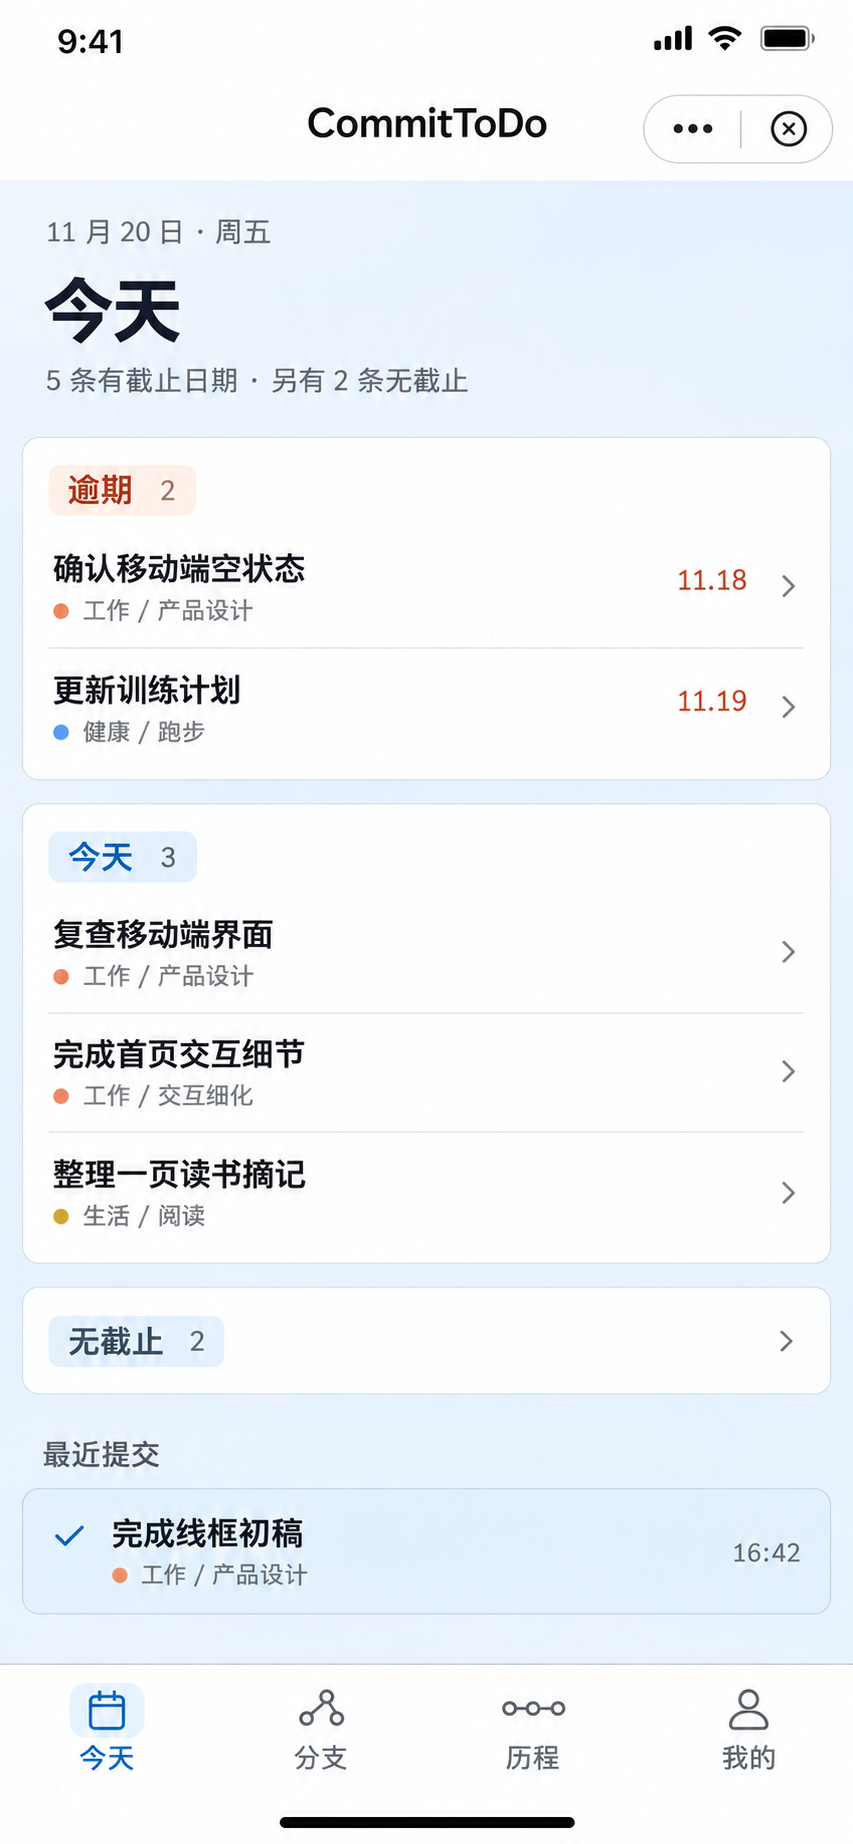 9:41
CommitToDo
11 月 20 日 · 周五
今天
5 条有截止日期 · 另有 2 条无截止
逾期 2
确认移动端空状态
11.18
工作 / 产品设计
更新训练计划
11.19
健康 / 跑步
今天 3
复查移动端界面
工作 / 产品设计
完成首页交互细节
工作 / 交互细化
整理一页读书摘记
生活 / 阅读
无截止 2
最近提交
完成线框初稿
16:42
工作 / 产品设计
今天 分支 历程 我的